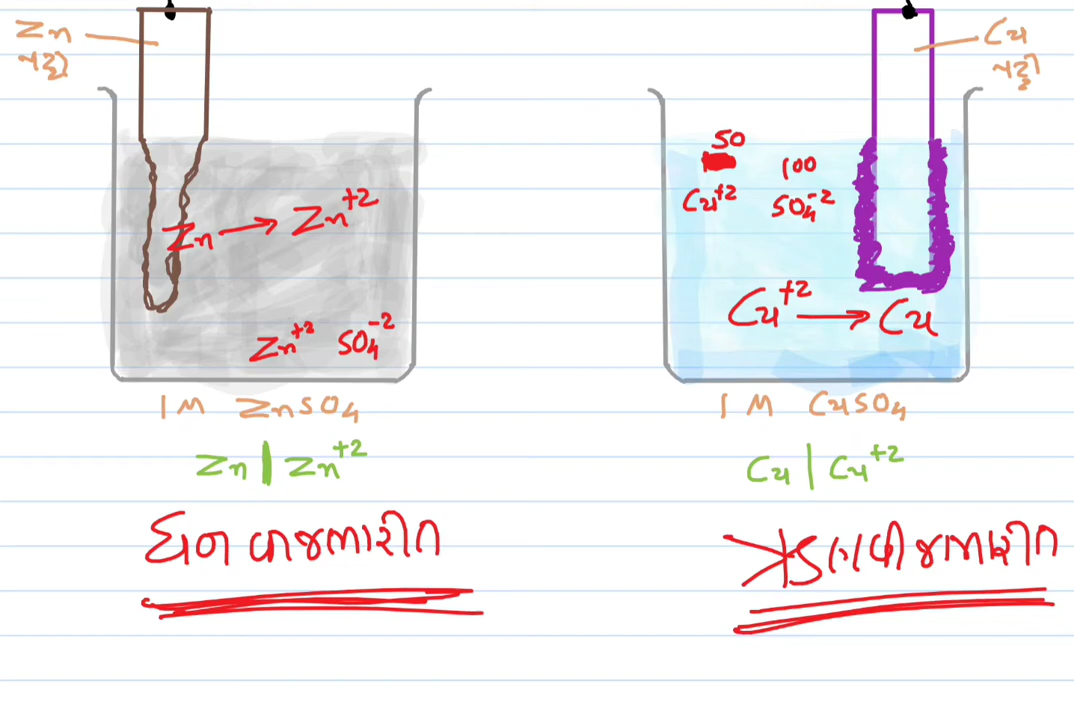 Zn
પટ્ટી
Cu
પટ્ટી
Zn → Zn+2
Zn+2 SO4-2
50
100
Cu+2 SO4-2
Cu+2 → Cu
1 M ZnSO4
1 M CuSO4
Zn | Zn+2
Cu | Cu+2